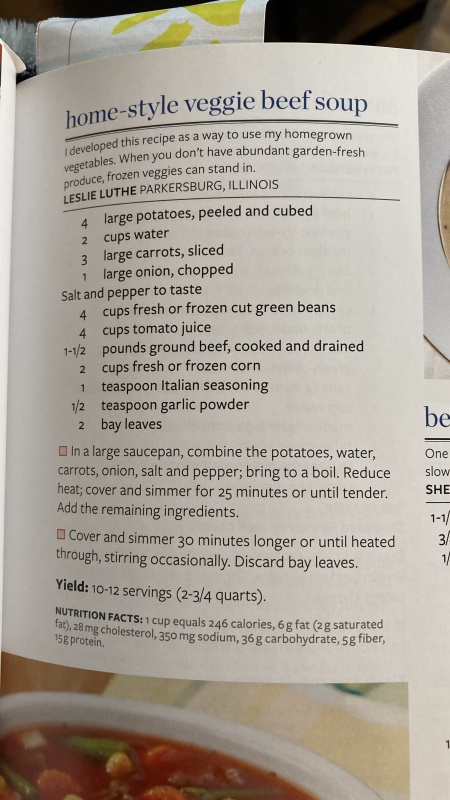 home-style veggie beef soup
I developed this recipe as a way to use my homegrown
vegetables. When you don't have abundant garden-fresh
produce, frozen veggies can stand in.
LESLIE LUTHE PARKERSBURG, ILLINOIS
4 large potatoes, peeled and cubed
2 cups water
3 large carrots, sliced
1 large onion, chopped
Salt and pepper to taste
4 cups fresh or frozen cut green beans
4 cups tomato juice
1-1/2 pounds ground beef, cooked and drained
2 cups fresh or frozen corn
1 teaspoon Italian seasoning
1/2 teaspoon garlic powder
2 bay leaves
In a large saucepan, combine the potatoes, water,
carrots, onion, salt and pepper; bring to a boil. Reduce
heat; cover and simmer for 25 minutes or until tender.
Add the remaining ingredients.
Cover and simmer 30 minutes longer or until heated
through, stirring occasionally. Discard bay leaves.
Yield: 10-12 servings (2-3/4 quarts).
NUTRITION FACTS: 1 cup equals 246 calories, 6 g fat (2 g saturated
fat), 28 mg cholesterol, 350 mg sodium, 36 g carbohydrate, 5 g fiber,
15 g protein.
be
One
slow
SHE
1-1/
3/
1/